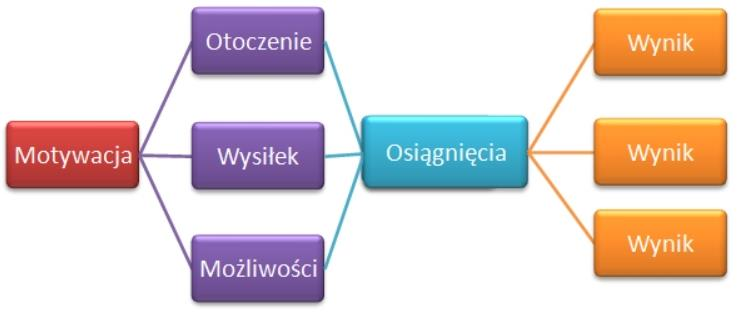 Motywacja
Otoczenie
Wysiłek
Możliwości
Osiągnięcia
Wynik
Wynik
Wynik